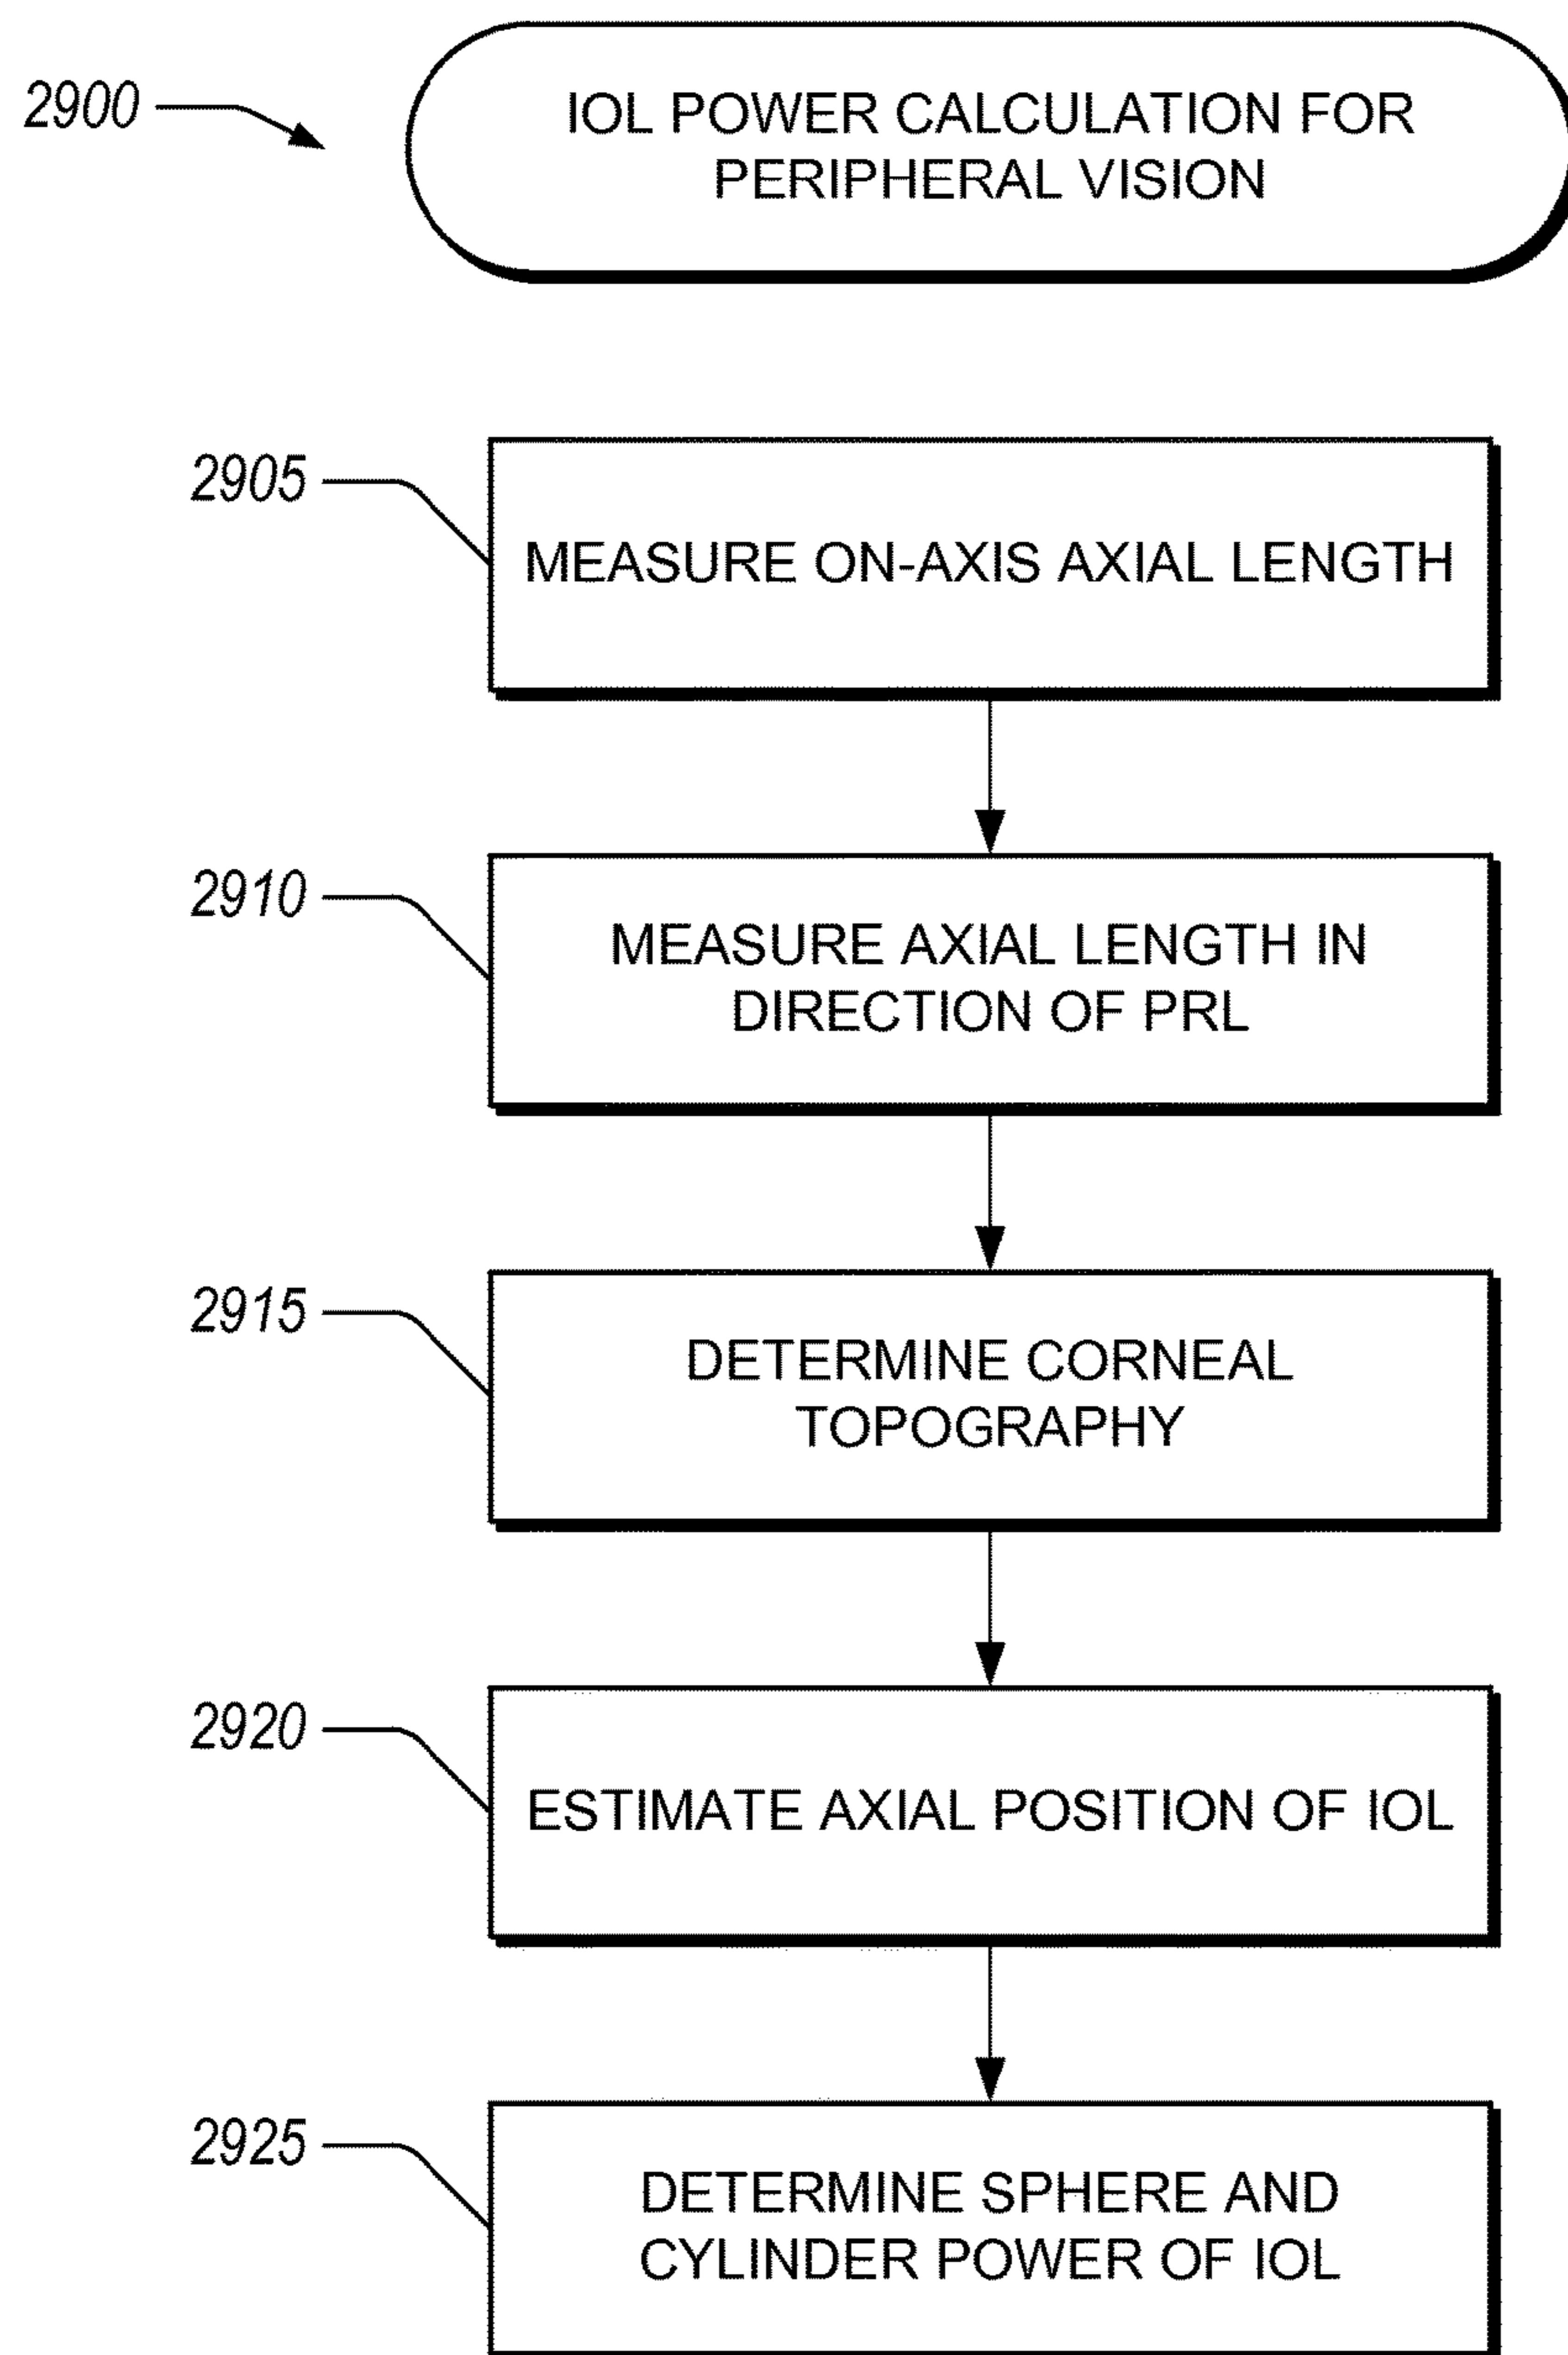 2900
IOL POWER CALCULATION FOR
PERIPHERAL VISION
2905
MEASURE ON-AXIS AXIAL LENGTH
2910
MEASURE AXIAL LENGTH IN
DIRECTION OF PRL
2915
DETERMINE CORNEAL
TOPOGRAPHY
2920
ESTIMATE AXIAL POSITION OF IOL
2925
DETERMINE SPHERE AND
CYLINDER POWER OF IOL